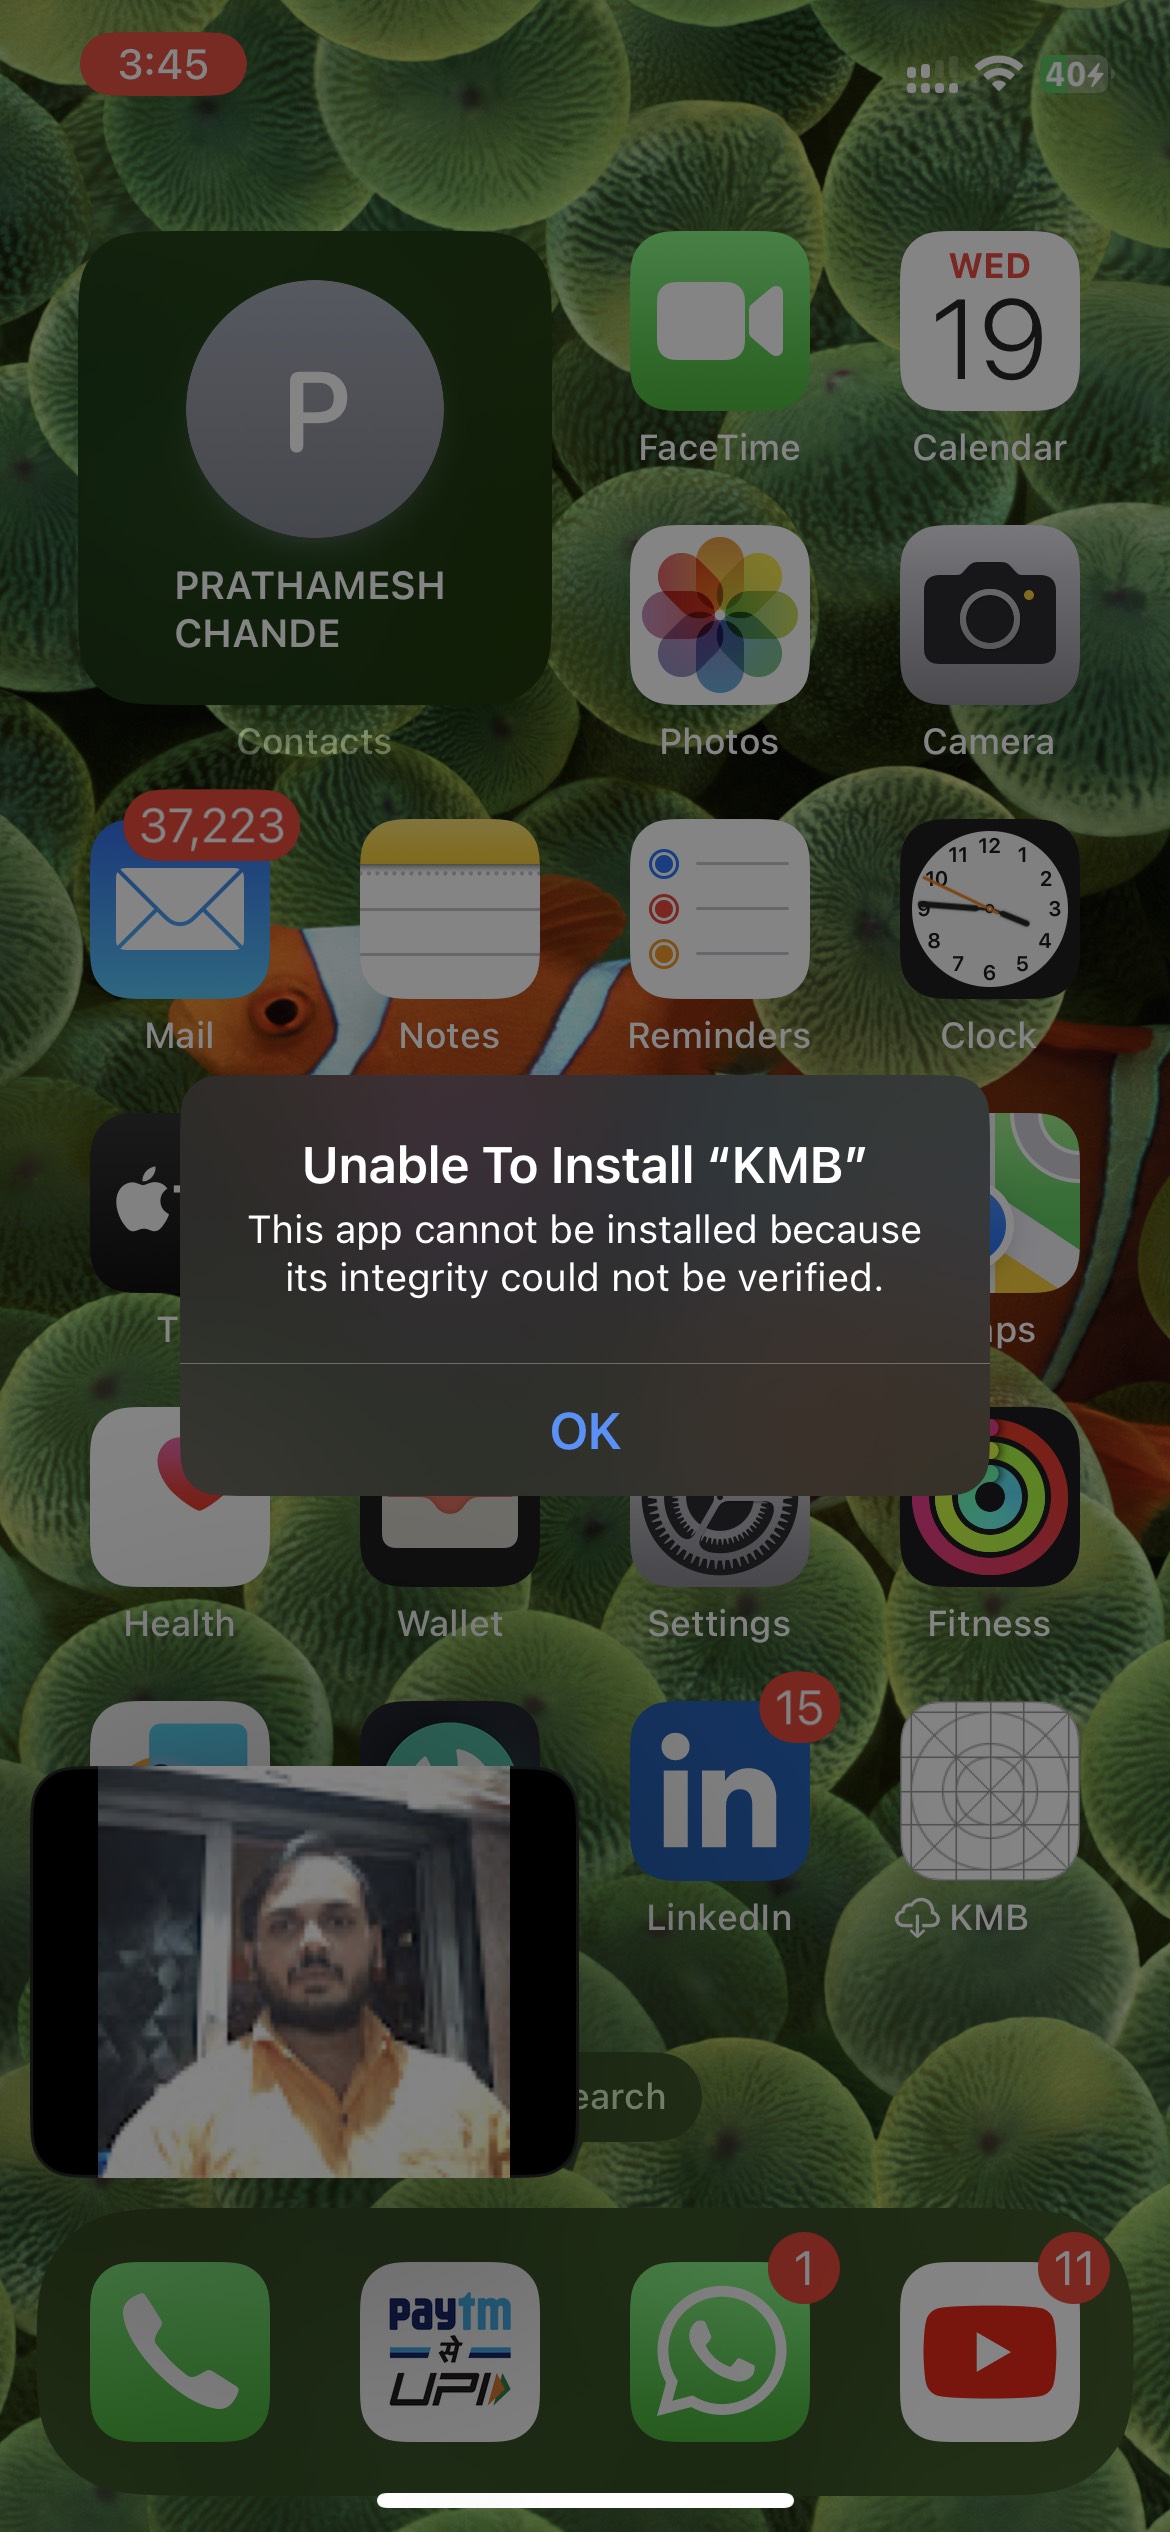 3:45
40
P
PRATHAMESH
CHANDE
Contacts
FaceTime
WED
19
Calendar
Photos
Camera
37,223
Mail
Notes
Reminders
12
11 1
10 2
9 3
8 4
7 5
6
Clock
Unable To Install “KMB”
This app cannot be installed because
its integrity could not be verified.
OK
T
aps
Health
Wallet
Settings
Fitness
in
15
LinkedIn
KMB
earch
paytm
से
UPI
1
11